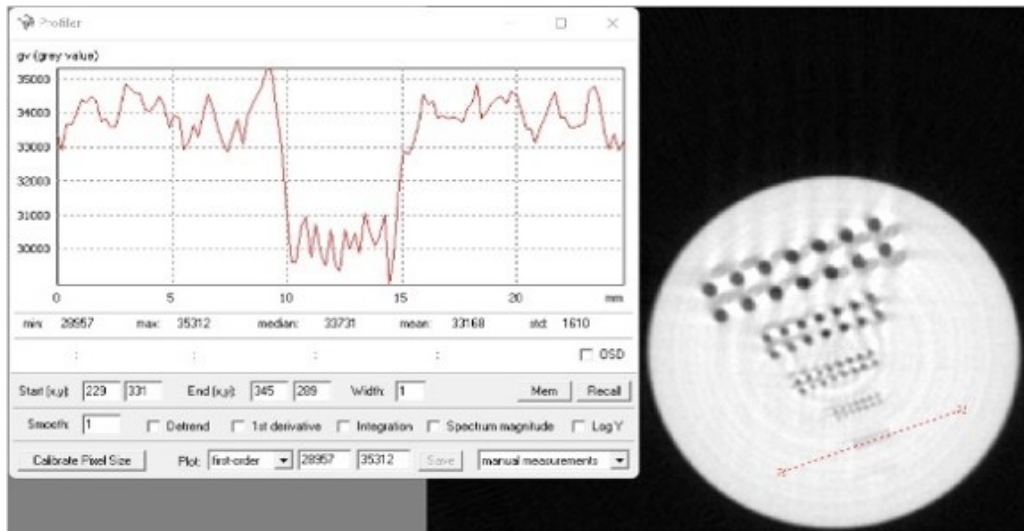 Profiler
gv (grey value)
35000
34000
33000
32000
31000
30000
0 5 10 15 20 mm
min: 28957 max: 35312 median: 33731 mean: 33168 std: 1610
: : : : OSD
Start (x,y): 229 331 End (x,y): 345 289 Width: 1 Mem Recall
Smooth: 1 Detrend 1st derivative Integration Spectrum magnitude Log Y
Calibrate Pixel Size Plot: first-order 28957 35312 Save manual measurements